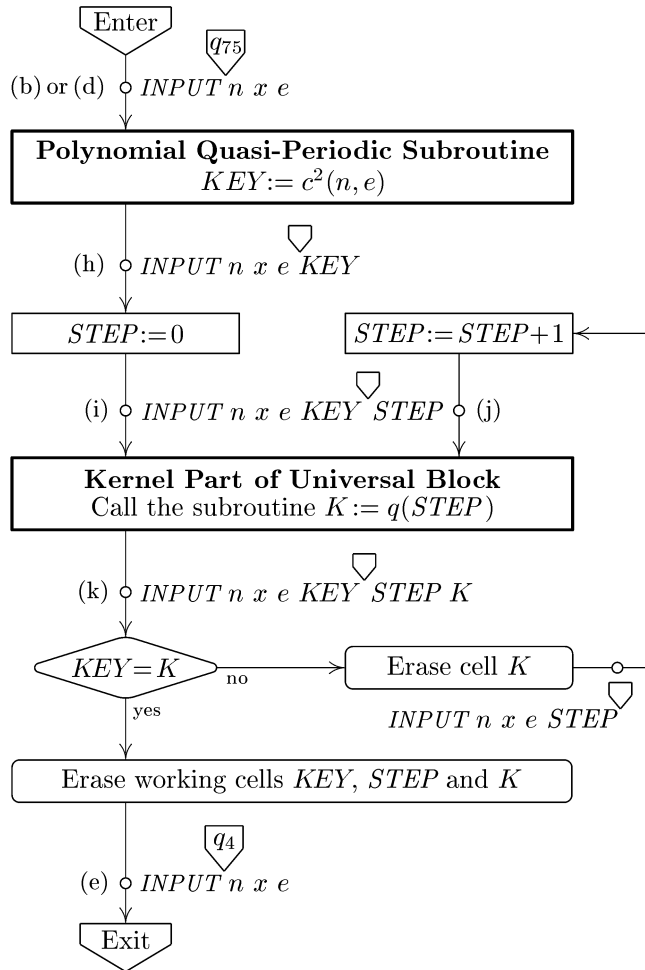 Enter
q₇₅
(b) or (d) INPUT n x e
Polynomial Quasi-Periodic Subroutine
KEY := c²(n, e)
(h) INPUT n x e KEY
STEP := 0
STEP := STEP+1
(i) INPUT n x e KEY STEP (j)
Kernel Part of Universal Block
Call the subroutine K := q(STEP)
(k) INPUT n x e KEY STEP K
KEY = K
no
Erase cell K
yes
INPUT n x e STEP
Erase working cells KEY, STEP and K
q₄
(e) INPUT n x e
Exit